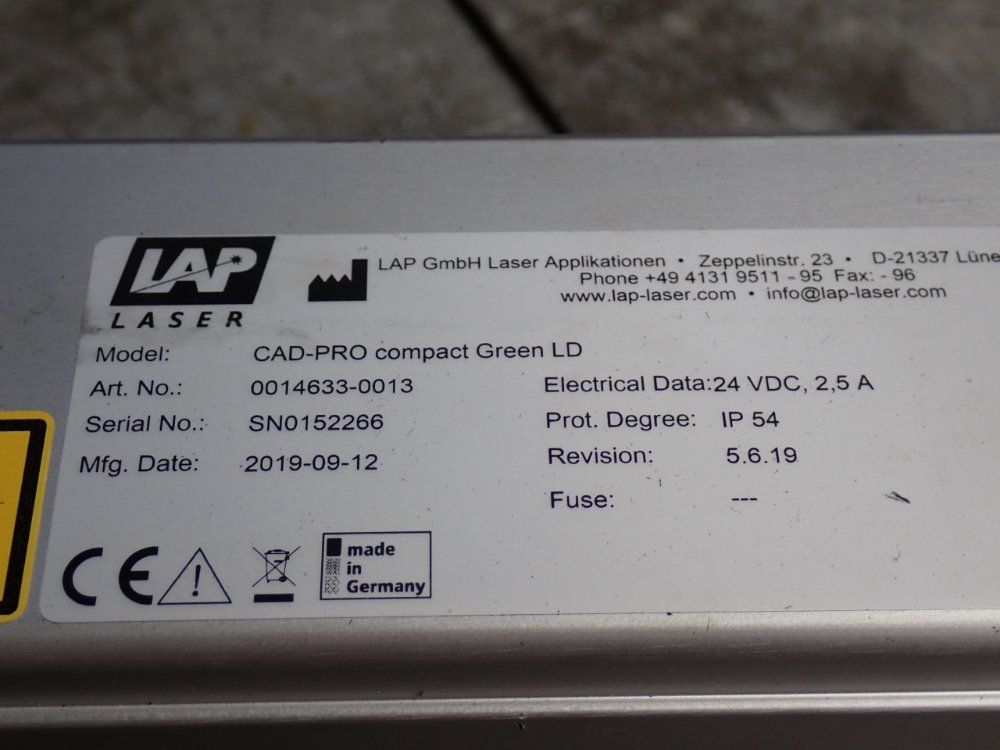 LAP
LASER
LAP GmbH Laser Applikationen • Zeppelinstr. 23 • D-21337 Lüne
Phone +49 4131 9511 - 95 Fax: - 96
www.lap-laser.com • info@lap-laser.com
Model: CAD-PRO compact Green LD
Art. No.: 0014633-0013
Serial No.: SN0152266
Mfg. Date: 2019-09-12
Electrical Data:24 VDC, 2,5 A
Prot. Degree: IP 54
Revision: 5.6.19
Fuse: ---
CE
made
in
Germany